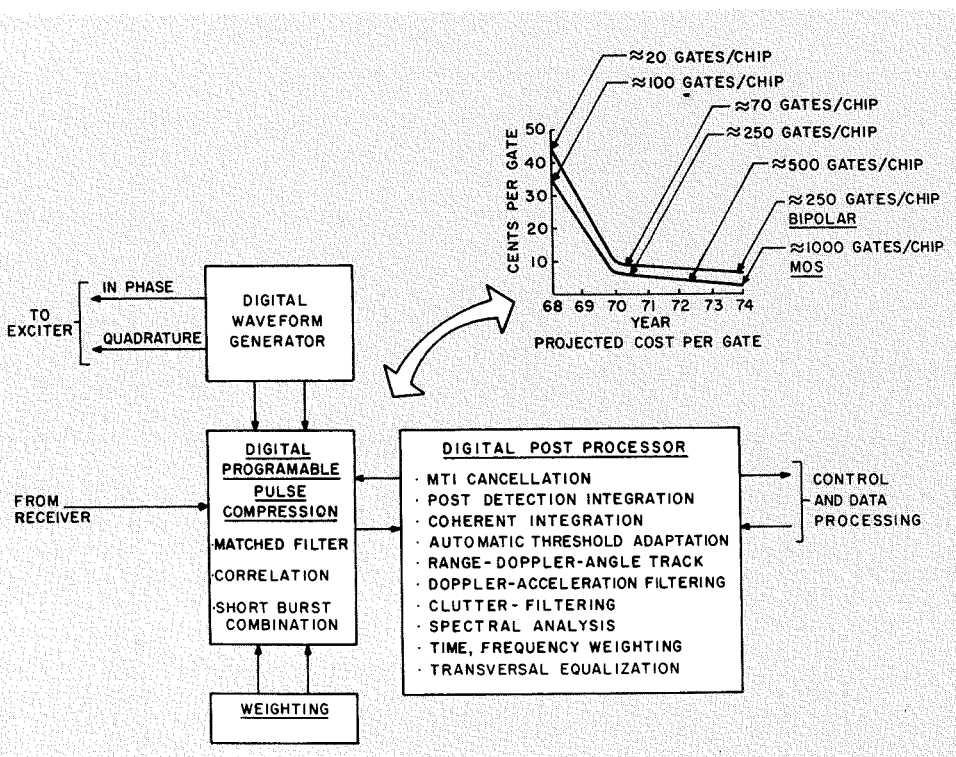 ≈20 GATES/CHIP
≈100 GATES/CHIP
≈70 GATES/CHIP
≈250 GATES/CHIP
≈500 GATES/CHIP
≈250 GATES/CHIP
BIPOLAR
≈1000 GATES/CHIP
MOS
CENTS PER GATE
50
40
30
20
10
68 69 70 71 72 73 74
YEAR
PROJECTED COST PER GATE
TO
EXCITER
IN PHASE
QUADRATURE
DIGITAL
WAVEFORM
GENERATOR
FROM
RECEIVER
DIGITAL
PROGRAMABLE
PULSE
COMPRESSION
·MATCHED FILTER
·CORRELATION
·SHORT BURST
COMBINATION
WEIGHTING
DIGITAL POST PROCESSOR
· MTI CANCELLATION
· POST DETECTION INTEGRATION
· COHERENT INTEGRATION
· AUTOMATIC THRESHOLD ADAPTATION
· RANGE-DOPPLER-ANGLE TRACK
· DOPPLER-ACCELERATION FILTERING
· CLUTTER-FILTERING
· SPECTRAL ANALYSIS
· TIME, FREQUENCY WEIGHTING
· TRANSVERSAL EQUALIZATION
CONTROL
AND DATA
PROCESSING